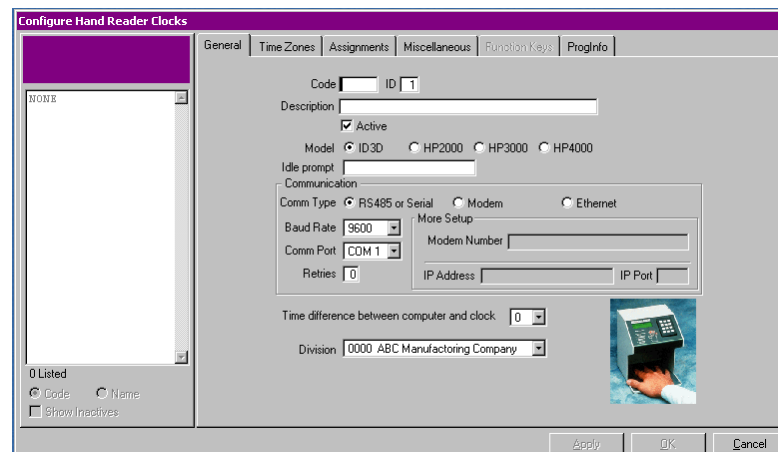 Configure Hand Reader Clocks
General Time Zones Assignments Miscellaneous Function Keys ProgInfo
NONE
Code ID 1
Description
Active
Model ID3D HP2000 HP3000 HP4000
Idle prompt
Communication
Comm Type RS485 or Serial Modem Ethernet
Baud Rate 9600
More Setup
Modem Number
Comm Port COM 1
Retries 0
IP Address IP Port
Time difference between computer and clock 0
Division 0000 ABC Manufactoring Company
0 Listed
Code Name
Show Inactives
Apply OK Cancel